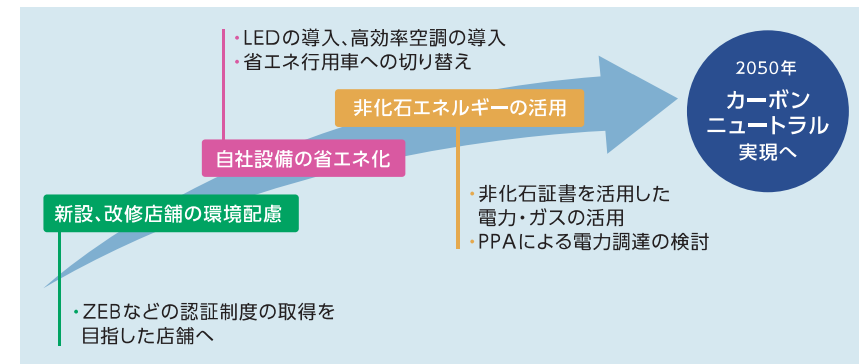 ・LEDの導入、高効率空調の導入
・省エネ行用車への切り替え
2050年
カーボン
ニュートラル
実現へ
非化石エネルギーの活用
自社設備の省エネ化
・非化石証書を活用した
電力・ガスの活用
・PPAによる電力調達の検討
新設、改修店舗の環境配慮
・ZEBなどの認証制度の取得を
目指した店舗へ